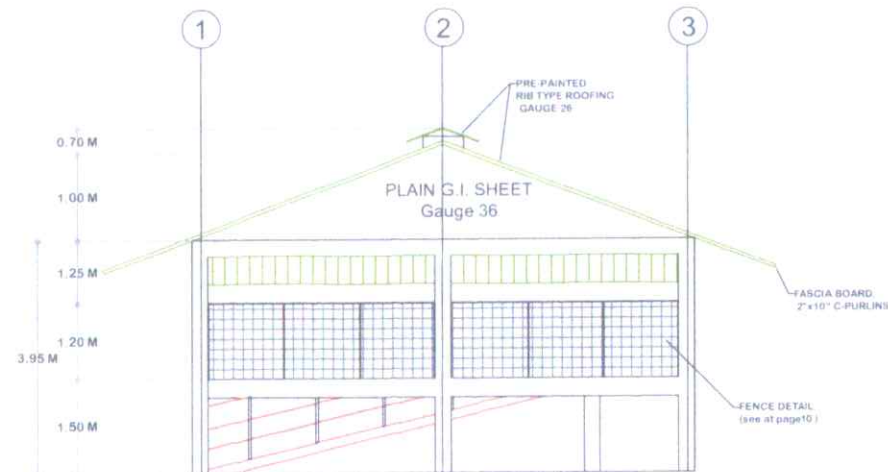 1 2 3
PRE-PAINTED
RIB TYPE ROOFING
GAUGE 26
0.70 M
1.00 M
PLAIN G.I. SHEET
Gauge 36
1.25 M
FASCIA BOARD
2"x10" C-PURLINS
1.20 M
3.95 M
FENCE DETAIL
(see at page10 )
1.50 M